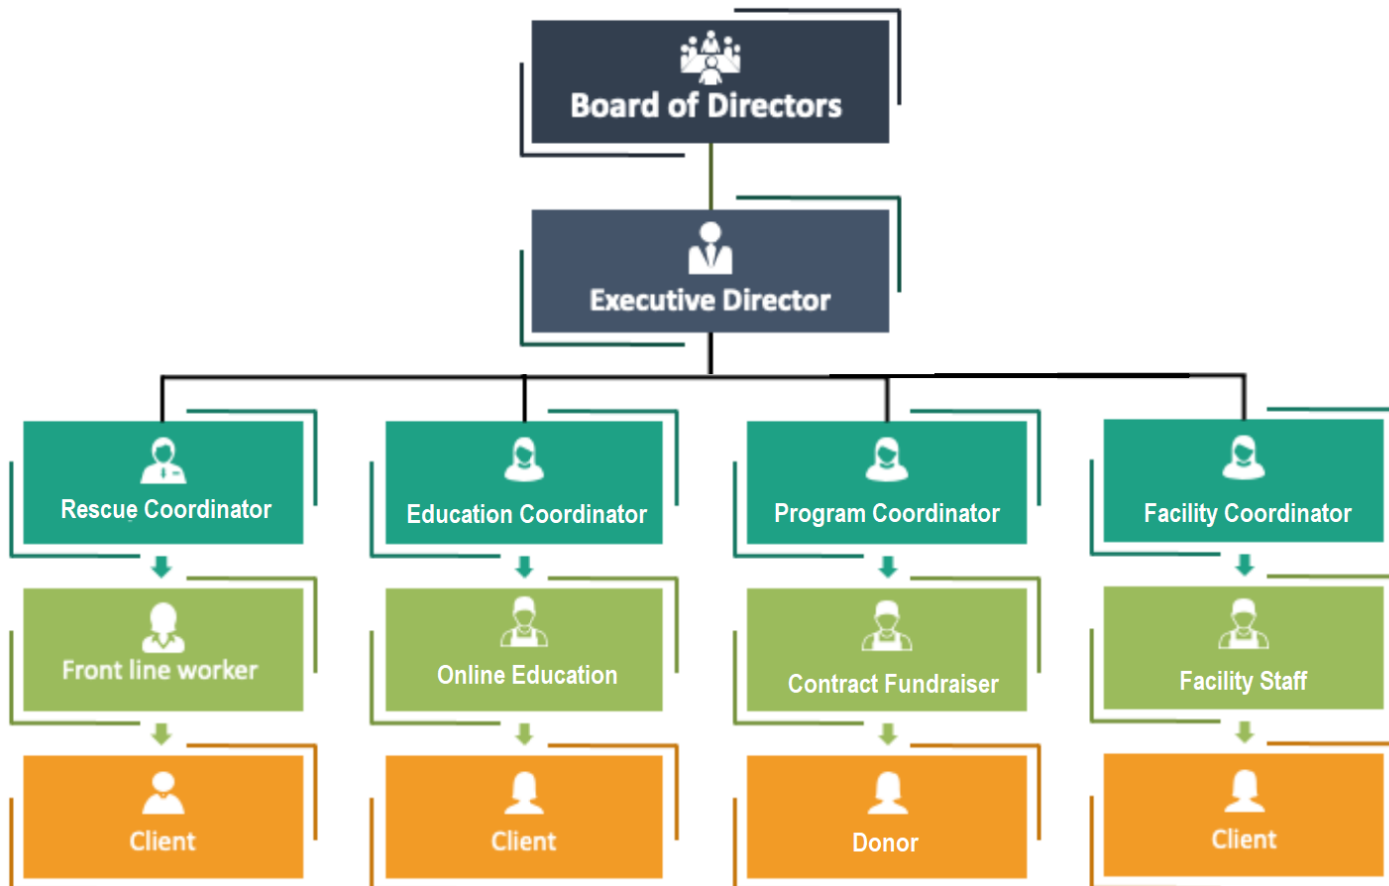 Board of Directors
Executive Director
Rescue Coordinator
Education Coordinator
Program Coordinator
Facility Coordinator
Front line worker
Online Education
Contract Fundraiser
Facility Staff
Client
Client
Donor
Client